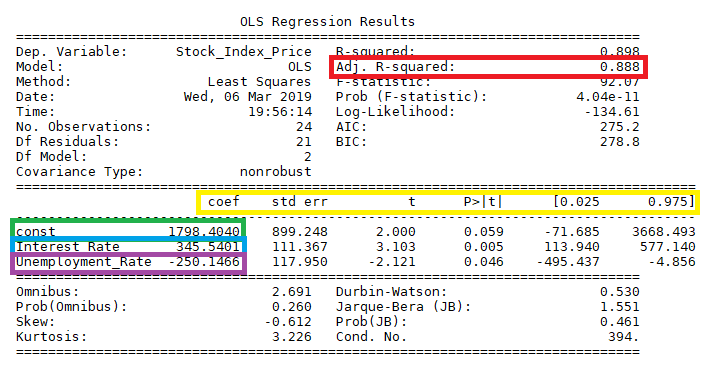 OLS Regression Results
==============================================================================
Dep. Variable:      Stock_Index_Price   R-squared:                       0.898
Model:                            OLS   Adj. R-squared:                  0.888
Method:                 Least Squares   F-statistic:                     92.07
Date:                Wed, 06 Mar 2019   Prob (F-statistic):           4.04e-11
Time:                        19:56:14   Log-Likelihood:                -134.61
No. Observations:                  24   AIC:                             275.2
Df Residuals:                      21   BIC:                             278.8
Df Model:                           2
Covariance Type:            nonrobust
=====================================================================================
                        coef    std err          t      P>|t|      [0.025      0.975]
-------------------------------------------------------------------------------------
const              1798.4040    899.248      2.000      0.059     -71.685    3668.493
Interest_Rate       345.5401    111.367      3.103      0.005     113.940     577.140
Unemployment_Rate  -250.1466    117.950     -2.121      0.046    -495.437      -4.856
==============================================================================
Omnibus:                        2.691   Durbin-Watson:                   0.530
Prob(Omnibus):                  0.260   Jarque-Bera (JB):                1.551
Skew:                          -0.612   Prob(JB):                        0.461
Kurtosis:                       3.226   Cond. No.                         394.
==============================================================================